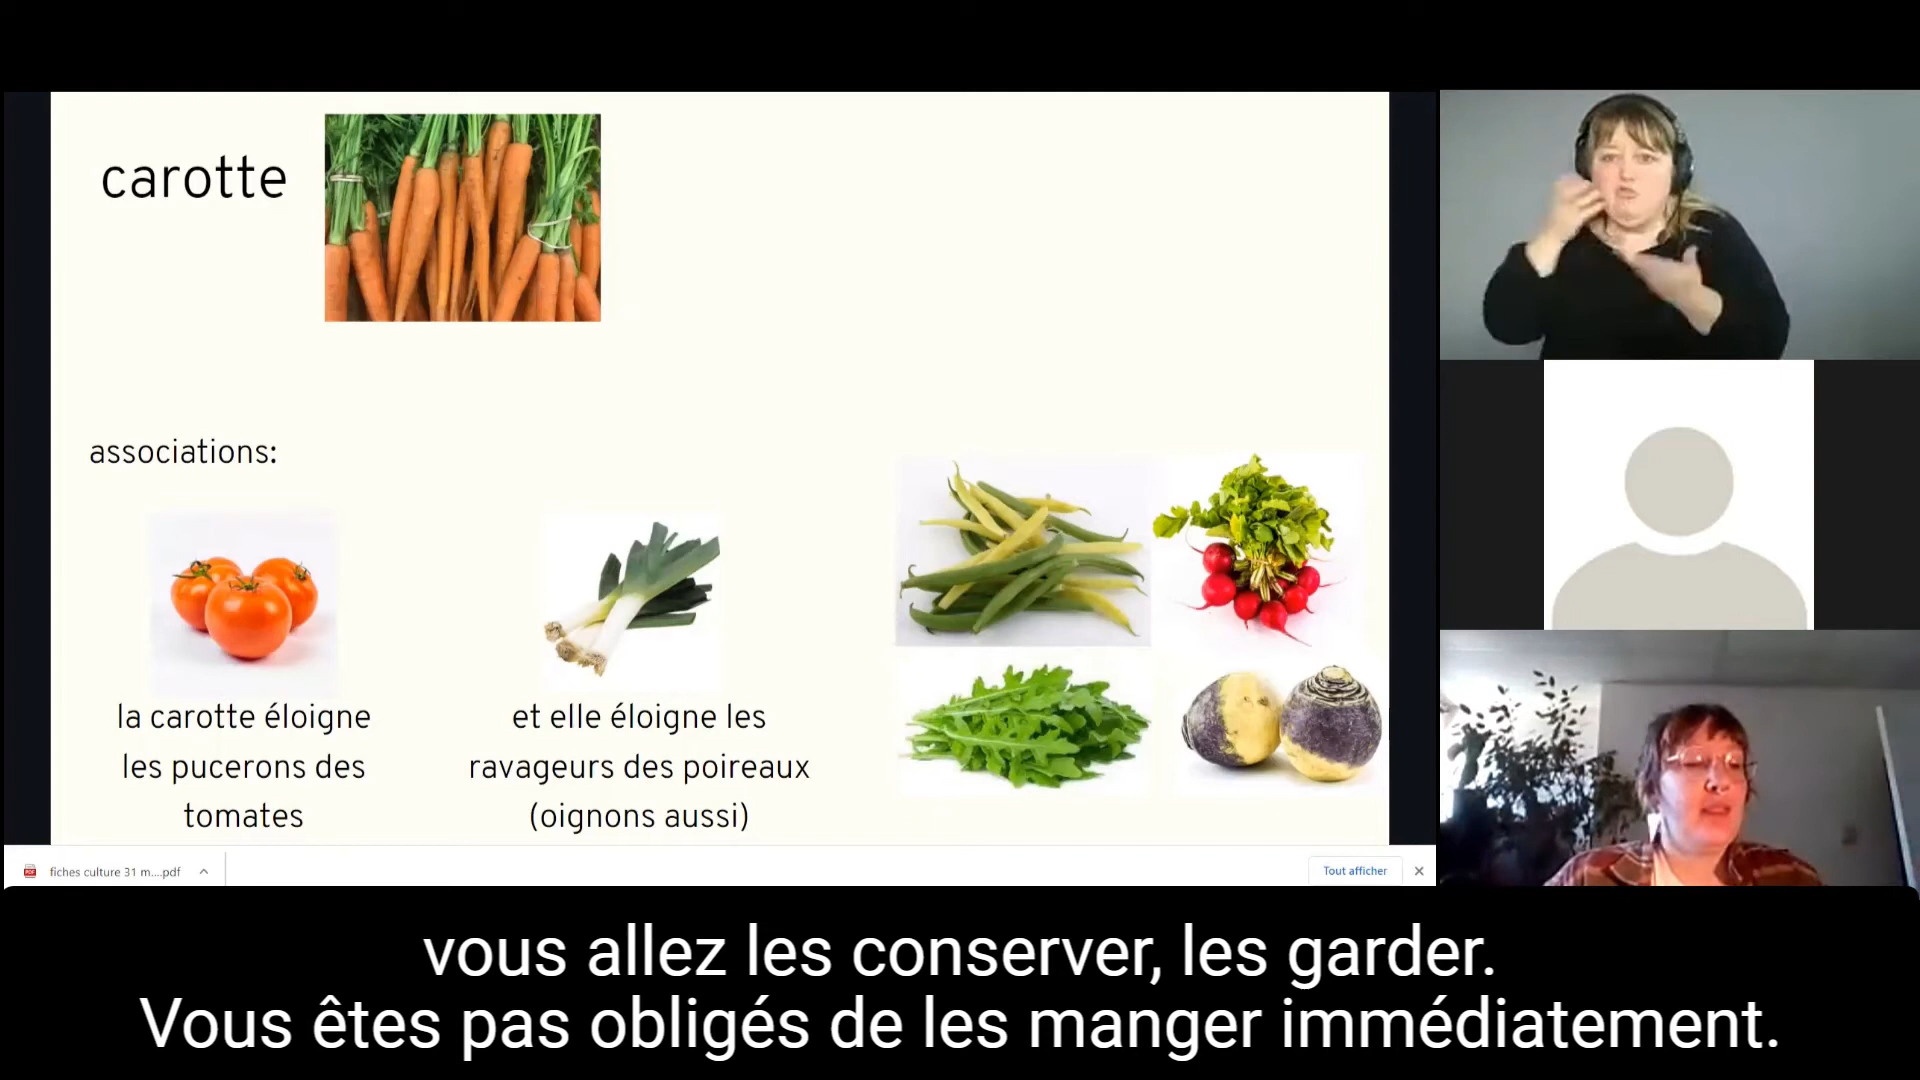 carotte
associations:
la carotte éloigne
les pucerons des
tomates
et elle éloigne les
ravageurs des poireaux
(oignons aussi)
fiches culture 31 m....pdf
Tout afficher
vous allez les conserver, les garder.
Vous êtes pas obligés de les manger immédiatement.